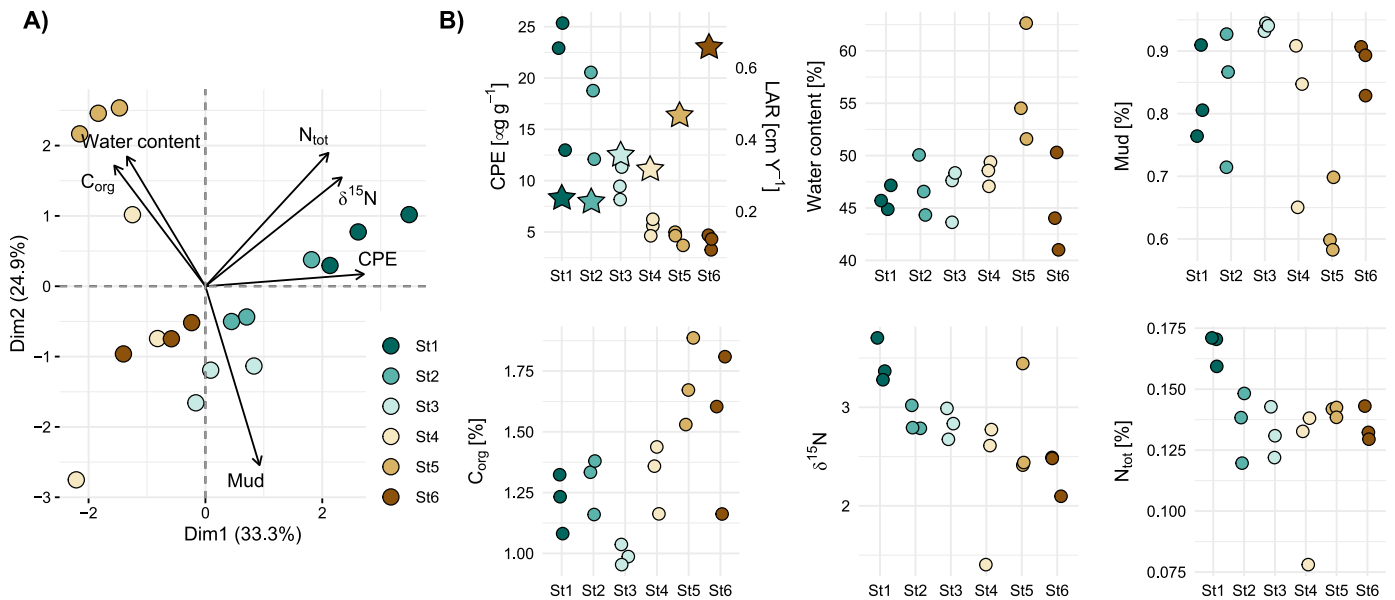 A)
Dim2 (24.9%)
2
1
0
−1
−2
−3
Water content
Corg
Ntot
δ15N
CPE
Mud
−2
0
2
Dim1 (33.3%)
St1
St2
St3
St4
St5
St6
B)
CPE [αg g−1]
25
20
15
10
5
LAR [cm Y−1]
0.6
0.4
0.2
St1 St2 St3 St4 St5 St6
Water content [%]
60
55
50
45
40
St1 St2 St3 St4 St5 St6
Mud [%]
0.9
0.8
0.7
0.6
St1 St2 St3 St4 St5 St6
Corg [%]
1.75
1.50
1.25
1.00
St1 St2 St3 St4 St5 St6
δ15N
3
2
St1 St2 St3 St4 St5 St6
Ntot [%]
0.175
0.150
0.125
0.100
0.075
St1 St2 St3 St4 St5 St6